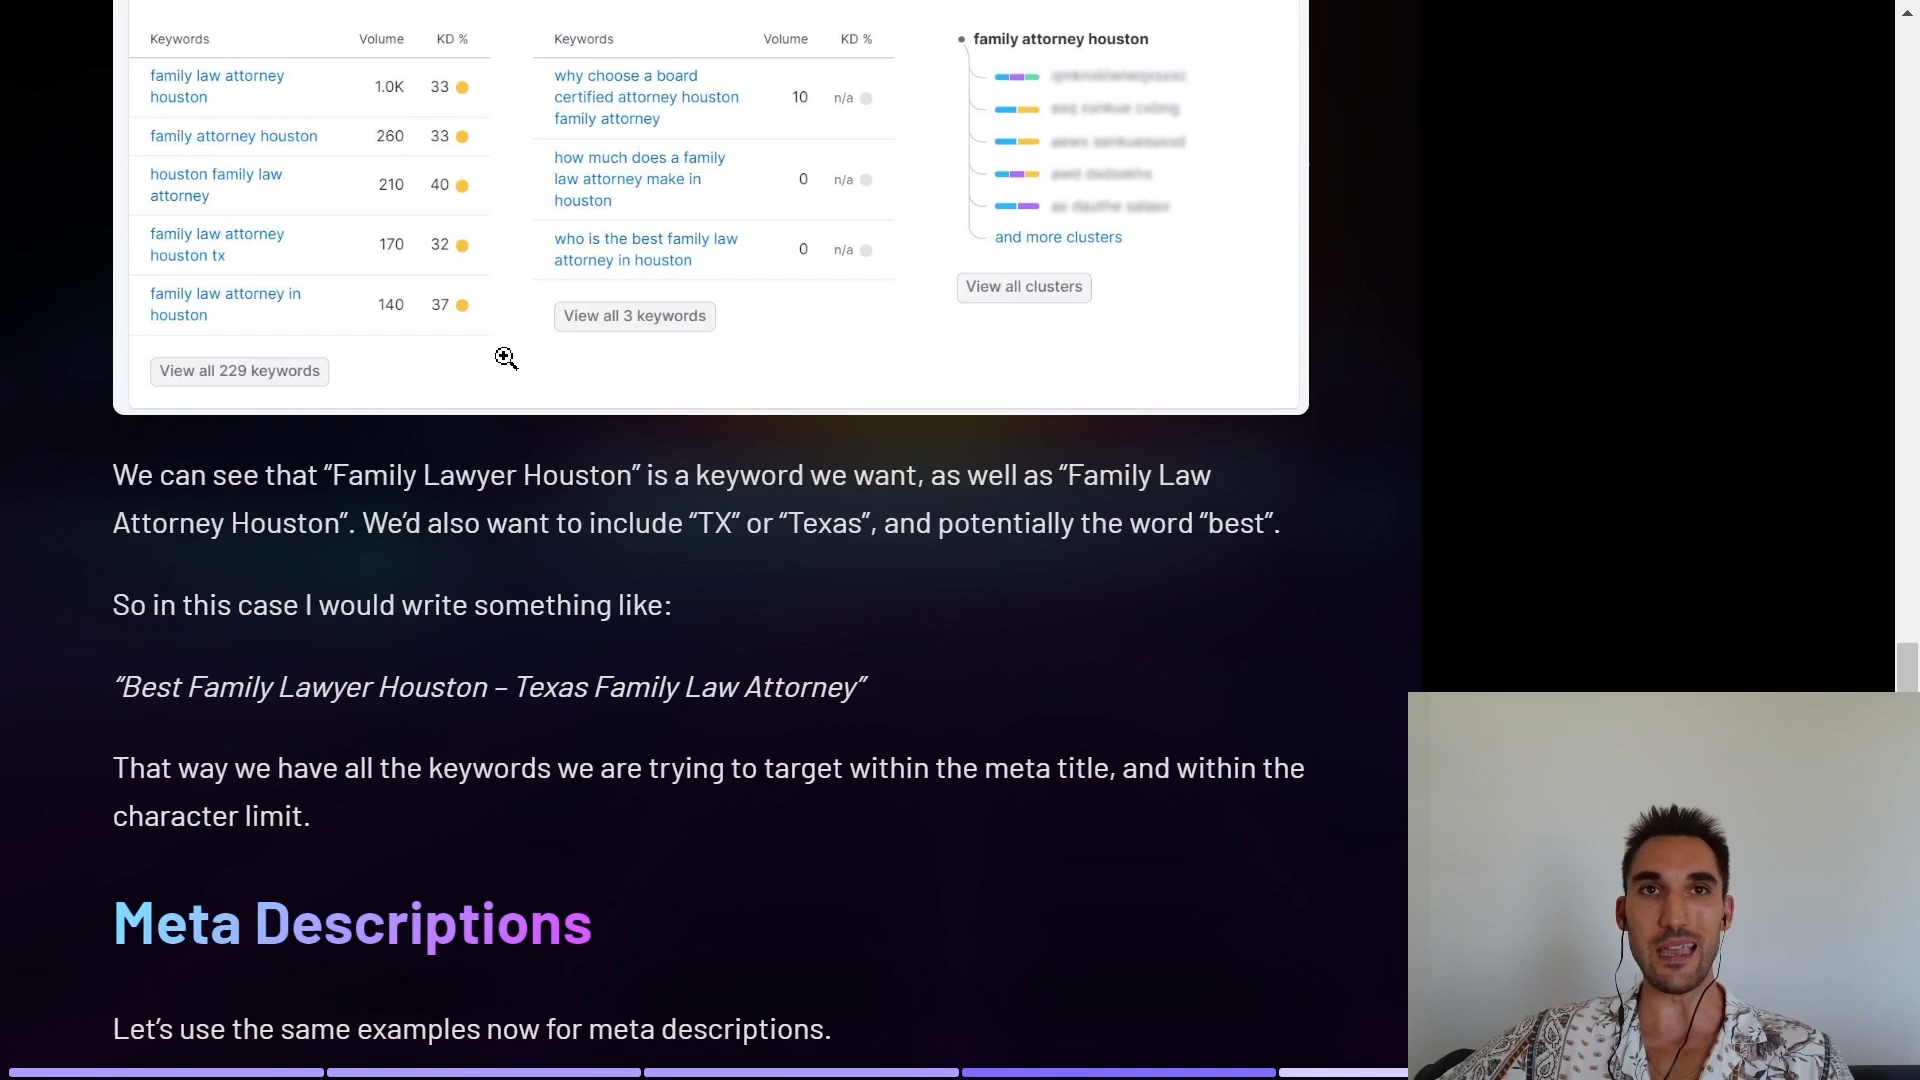 Keywords Volume KD %
family law attorney
houston
1.0K 33
family attorney houston 260 33
houston family law
attorney
210 40
family law attorney
houston tx
170 32
family law attorney in
houston
140 37
View all 229 keywords
Keywords Volume KD %
why choose a board
certified attorney houston
family attorney
10 n/a
how much does a family
law attorney make in
houston
0 n/a
who is the best family law
attorney in houston
0 n/a
View all 3 keywords
family attorney houston
and more clusters
View all clusters
We can see that “Family Lawyer Houston” is a keyword we want, as well as “Family Law
Attorney Houston”. We’d also want to include “TX” or “Texas”, and potentially the word “best”.
So in this case I would write something like:
“Best Family Lawyer Houston – Texas Family Law Attorney”
That way we have all the keywords we are trying to target within the meta title, and within the
character limit.
Meta Descriptions
Let’s use the same examples now for meta descriptions.